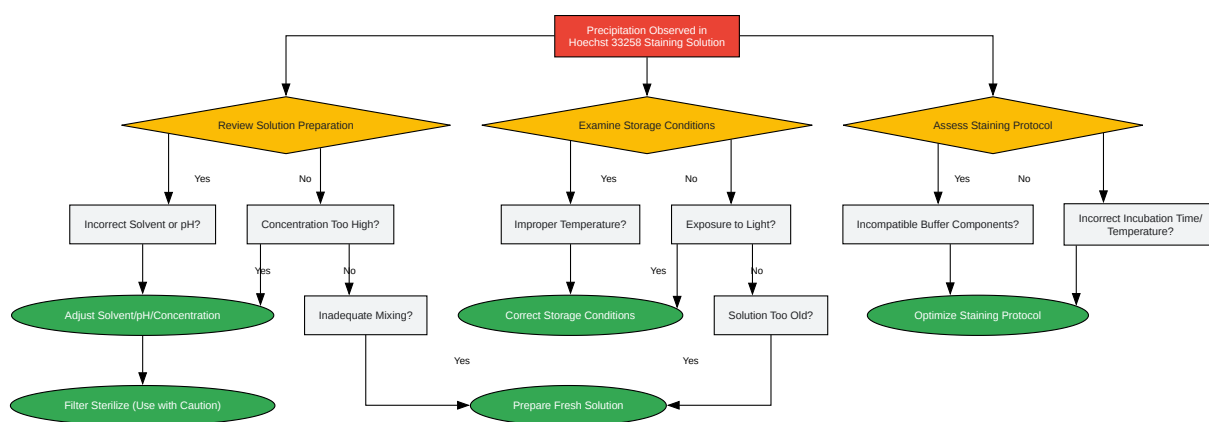 Precipitation Observed in
Hoechst 33258 Staining Solution
Review Solution Preparation
Examine Storage Conditions
Assess Staining Protocol
Yes
No
Yes
No
Yes
No
Incorrect Solvent or pH?
Concentration Too High?
Improper Temperature?
Exposure to Light?
Incompatible Buffer Components?
Incorrect Incubation Time/
Temperature?
Yes
No
Yes
No
Adjust Solvent/pH/Concentration
Inadequate Mixing?
Correct Storage Conditions
Solution Too Old?
Optimize Staining Protocol
Yes
Yes
Filter Sterilize (Use with Caution)
Prepare Fresh Solution